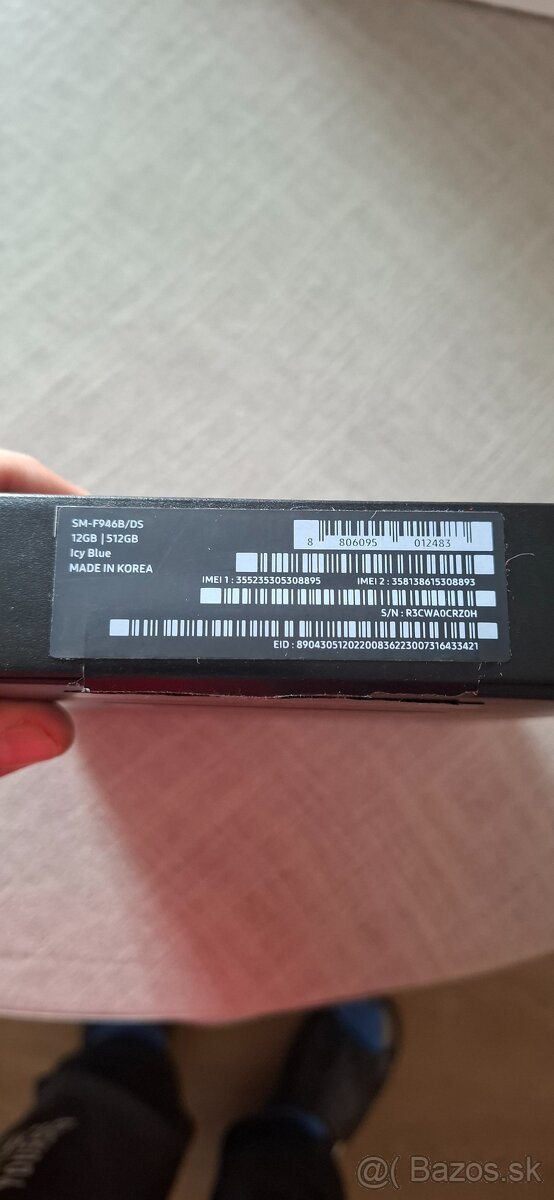 SM-F946B/DS
12GB | 512GB
Icy Blue
MADE IN KOREA
8 806095 012483
IMEI 1 : 355235305308895 IMEI 2 : 358138615308893
S/N : R3CWA0CRZ0H
EID : 89043051202200836223007316433421
@( Bazos.sk